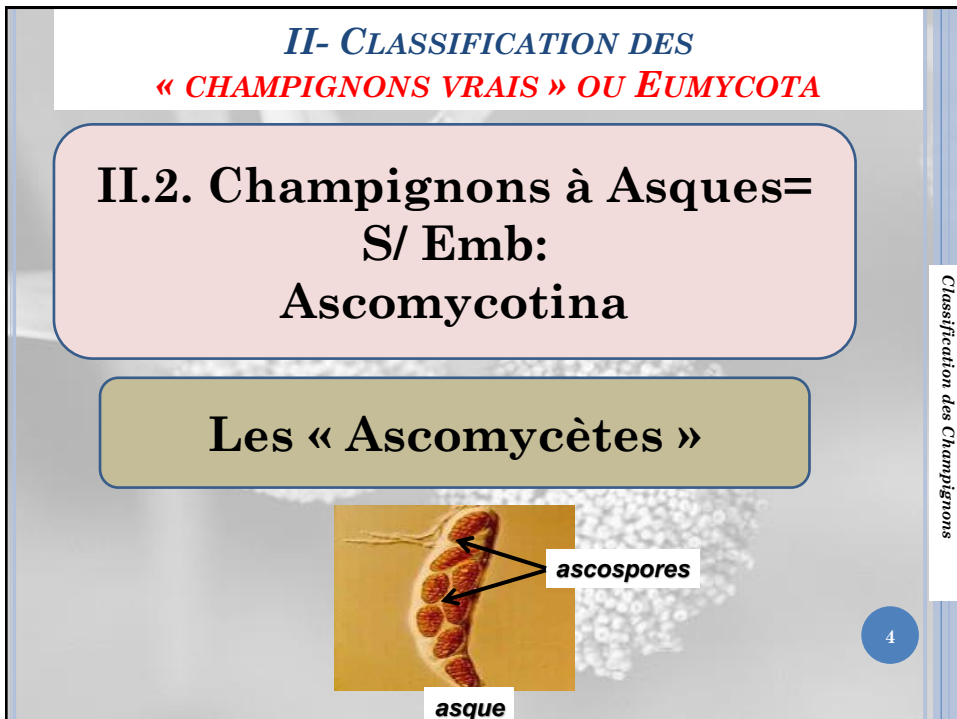 II- CLASSIFICATION DES
« CHAMPIGNONS VRAIS » OU EUMYCOTA
II.2. Champignons à Asques=
S/ Emb:
Ascomycotina
Les « Ascomycètes »
ascospores
asque
Classification des Champignons
4